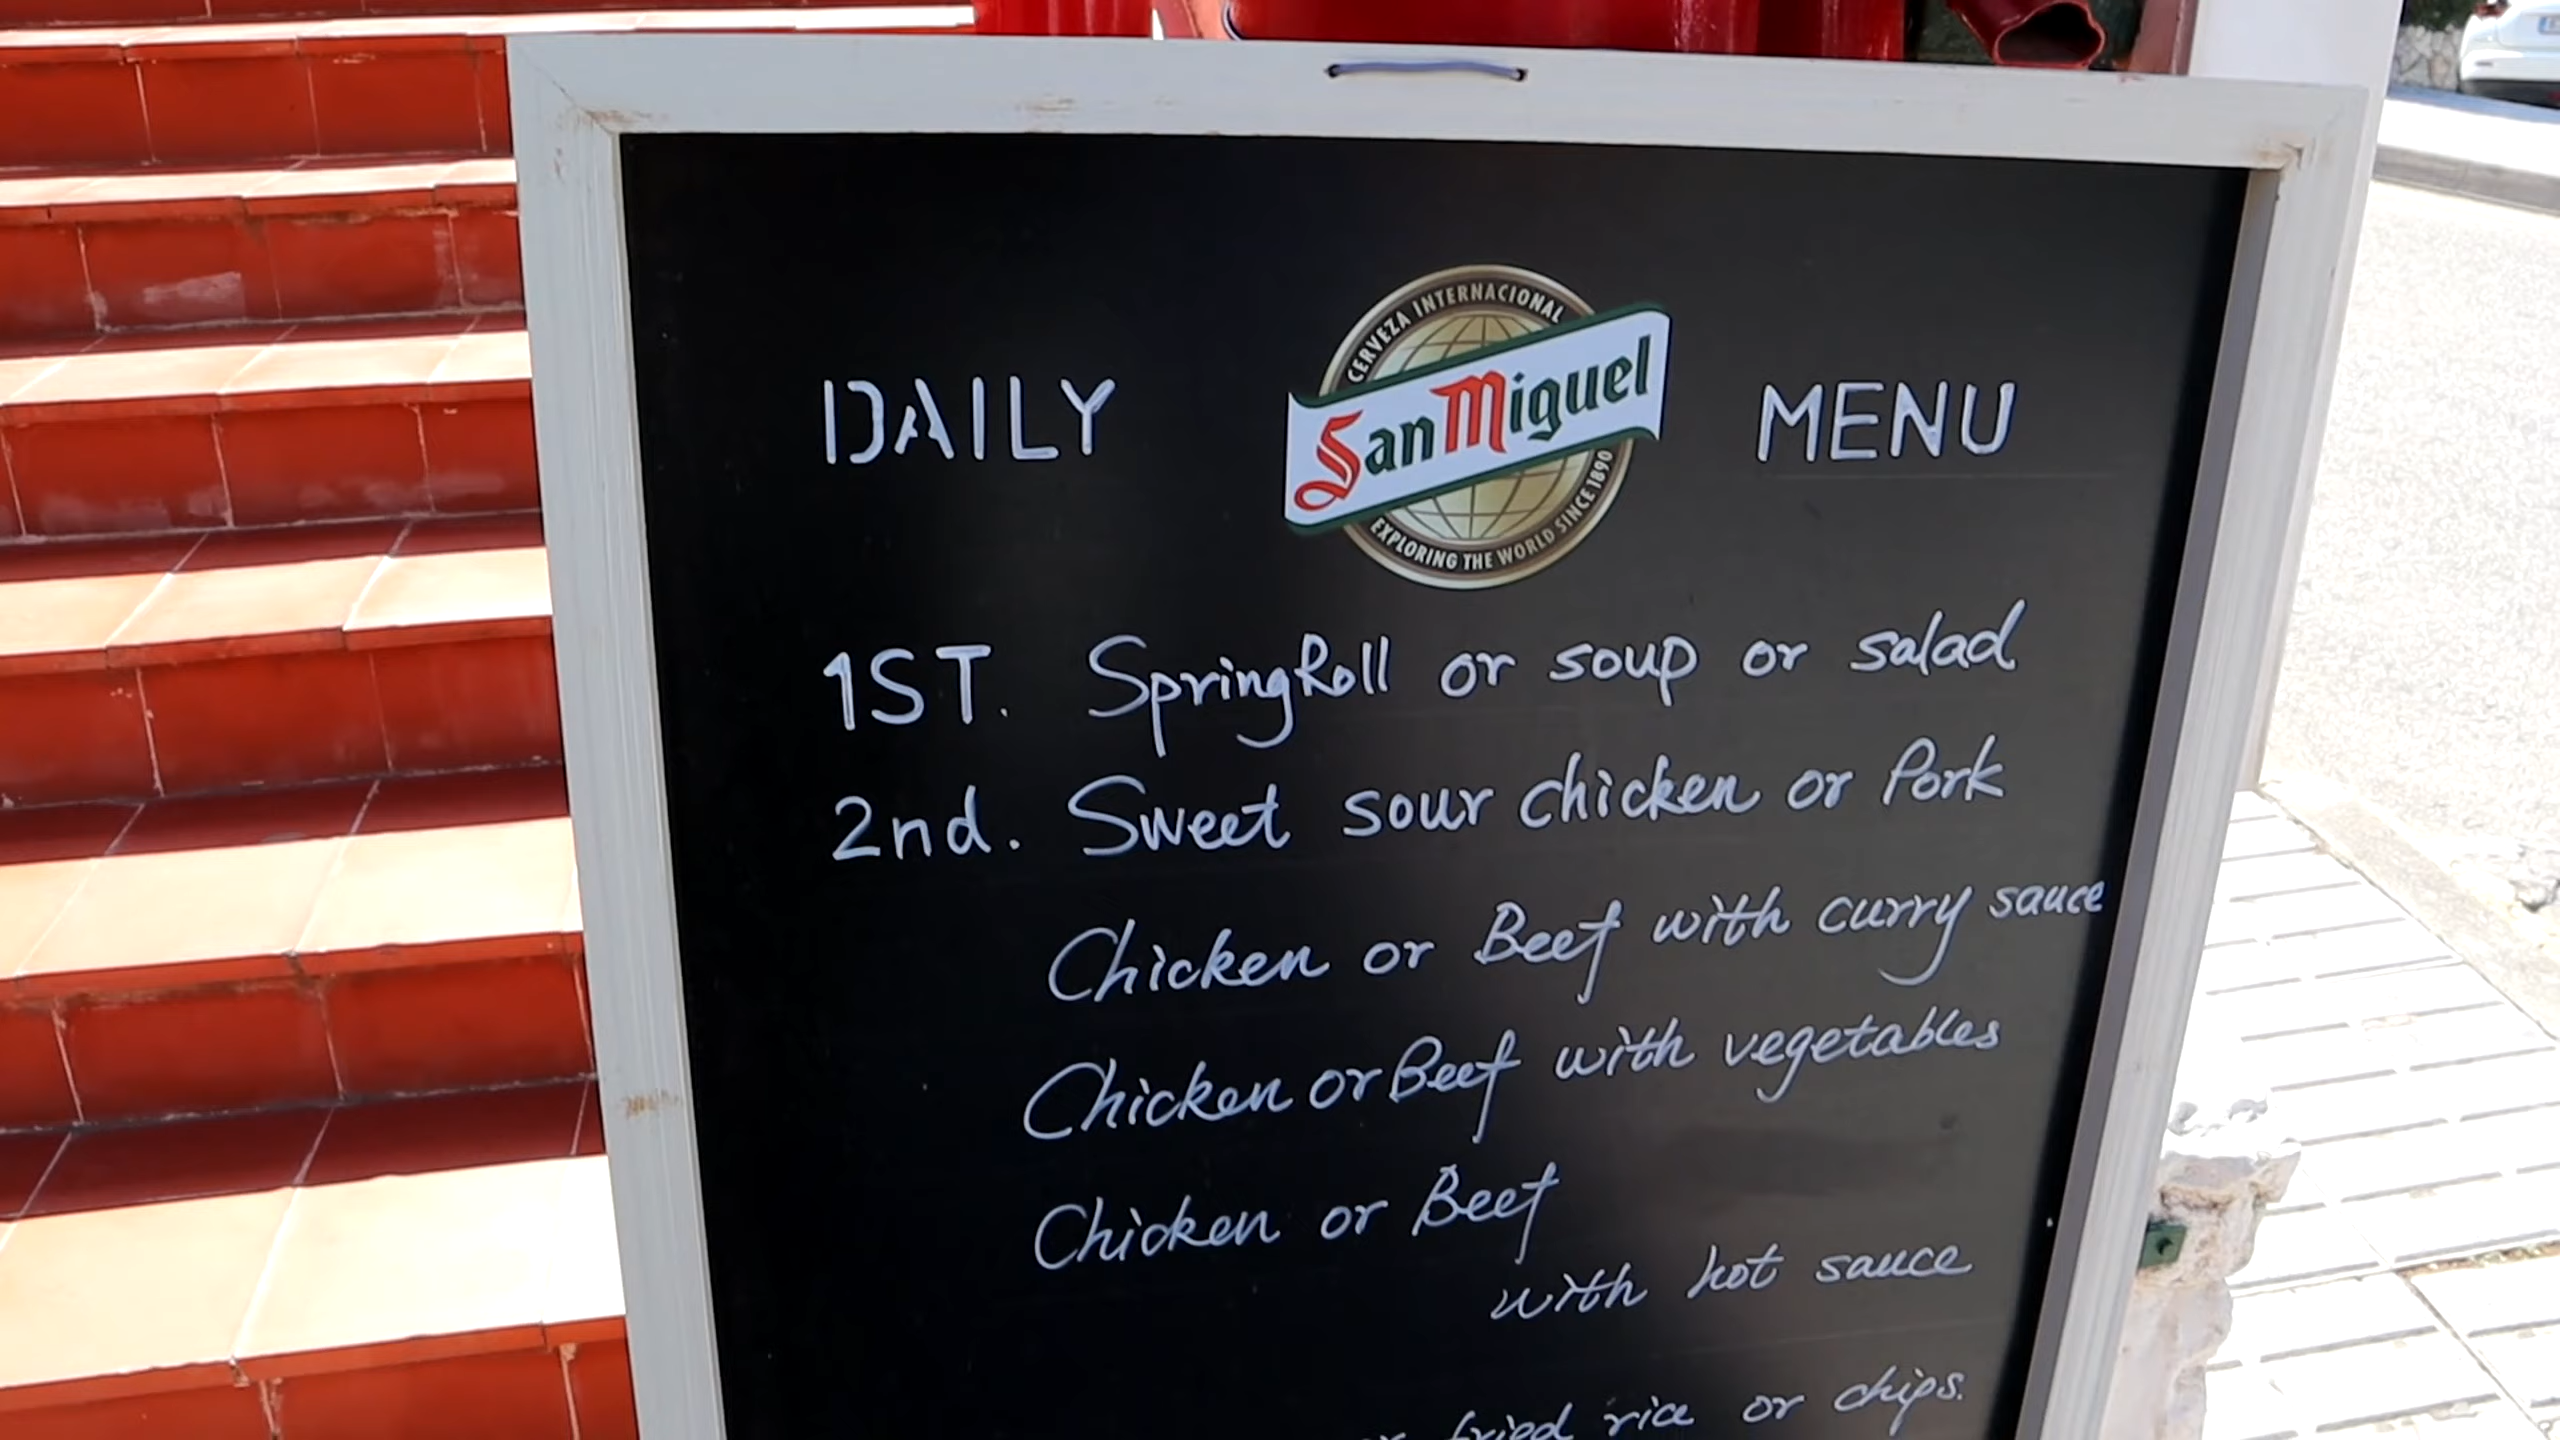 CERVEZA INTERNACIONAL
DAILY San Miguel MENU
EXPLORING THE WORLD SINCE 1890
1ST. SpringRoll or soup or salad
2nd. Sweet sour chicken or Pork
Chicken or Beef with curry sauce
Chicken or Beef with vegetables
Chicken or Beef
with hot sauce
fried rice or chips.